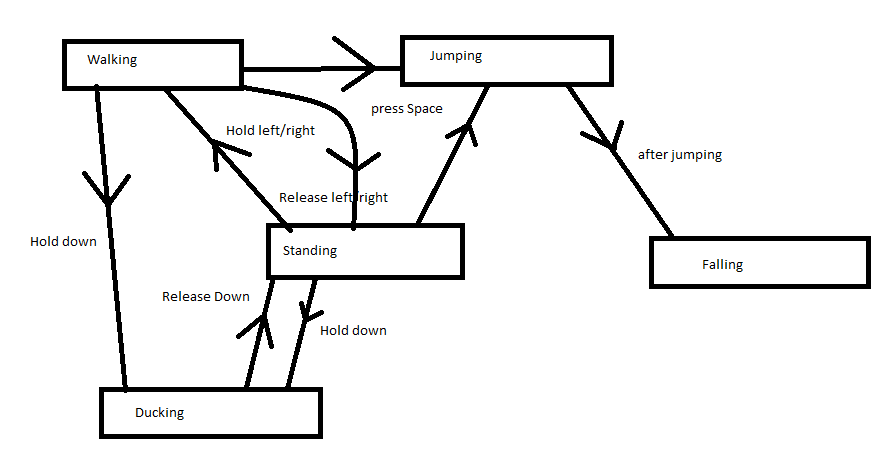 Walking
Jumping
press Space
Hold left/right
after jumping
Release left/right
Hold down
Standing
Falling
Release Down
Hold down
Ducking